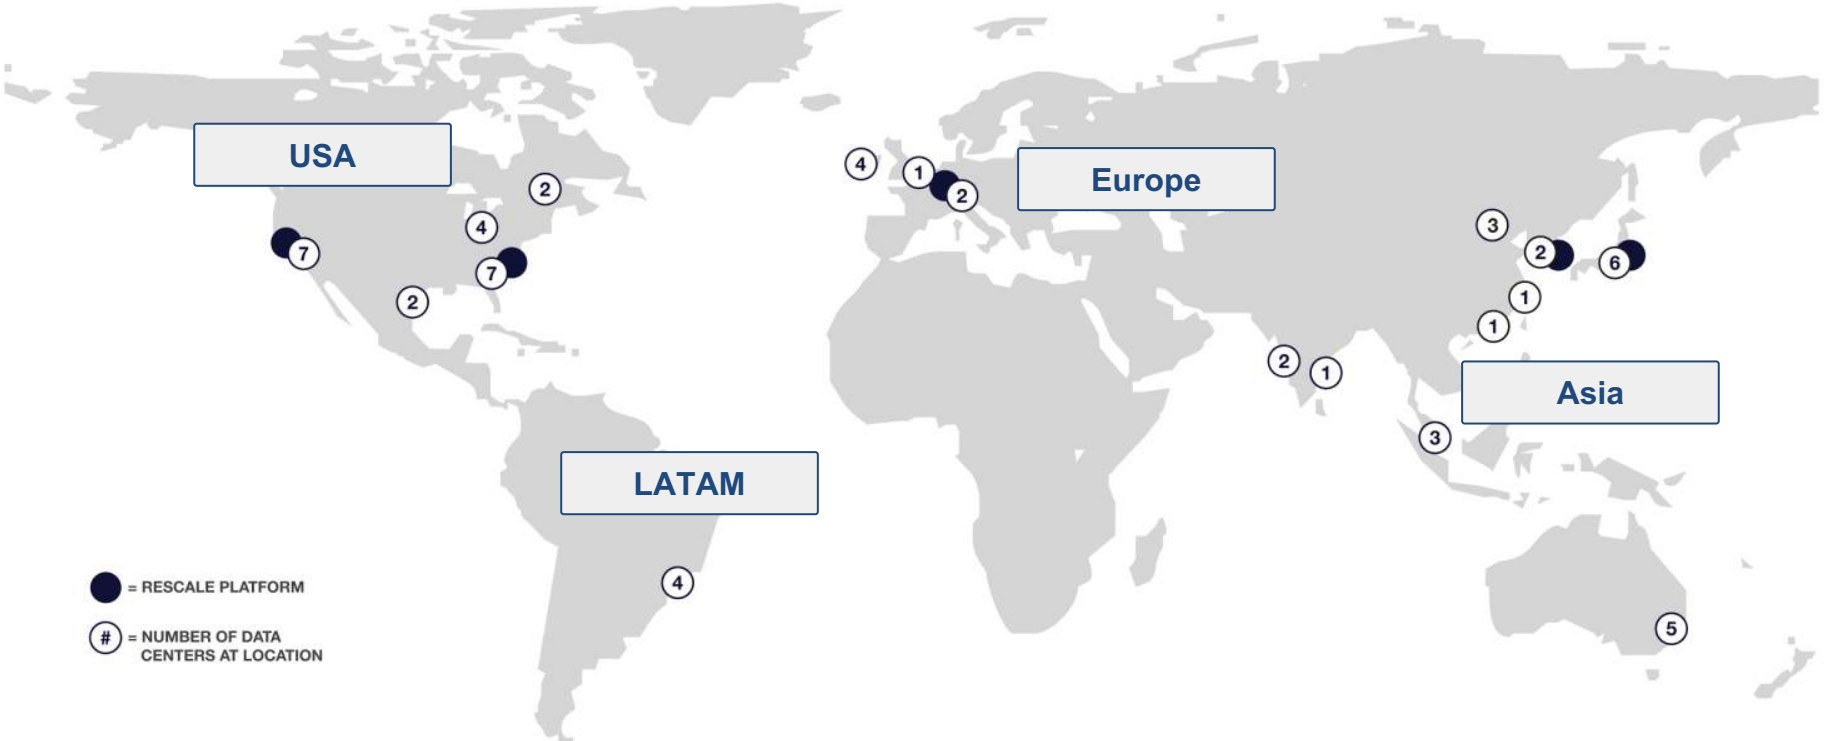 USA
Europe
4
1
2
2
4
3
7
7
2
6
2
1
1
2
1
Asia
3
LATAM
4
5
= RESCALE PLATFORM
# = NUMBER OF DATA
CENTERS AT LOCATION